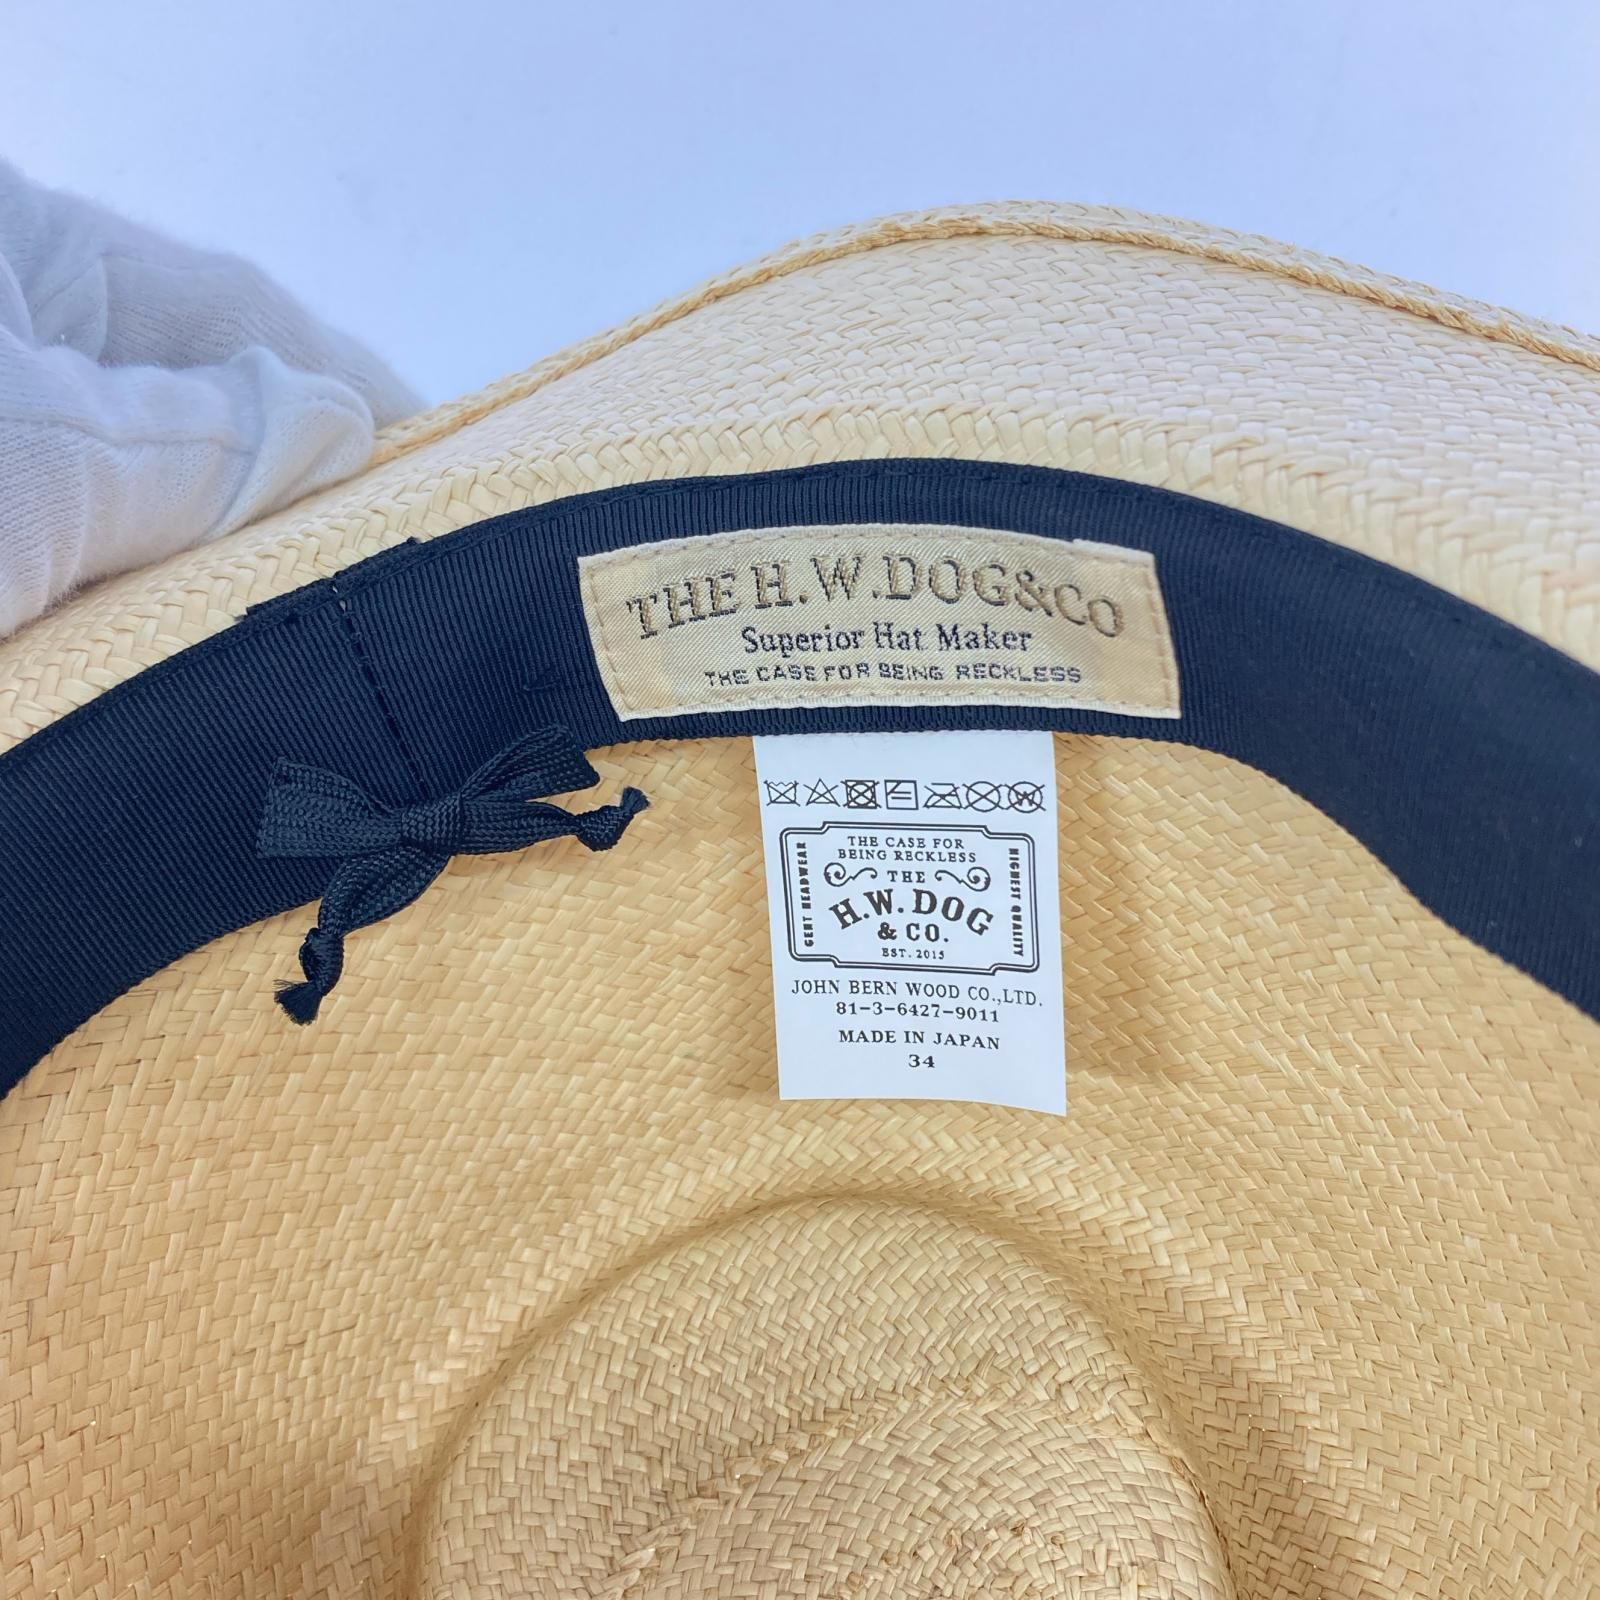 THE H.W.DOG&CO
Superior Hat Maker
THE CASE FOR BEING RECKLESS
THE CASE FOR
BEING RECKLESS
THE
H.W. DOG
& CO.
EST. 2015
GENT HEADWEAR
HIGHEST QUALITY
JOHN BERN WOOD CO.,LTD.
81-3-6427-9011
MADE IN JAPAN
34